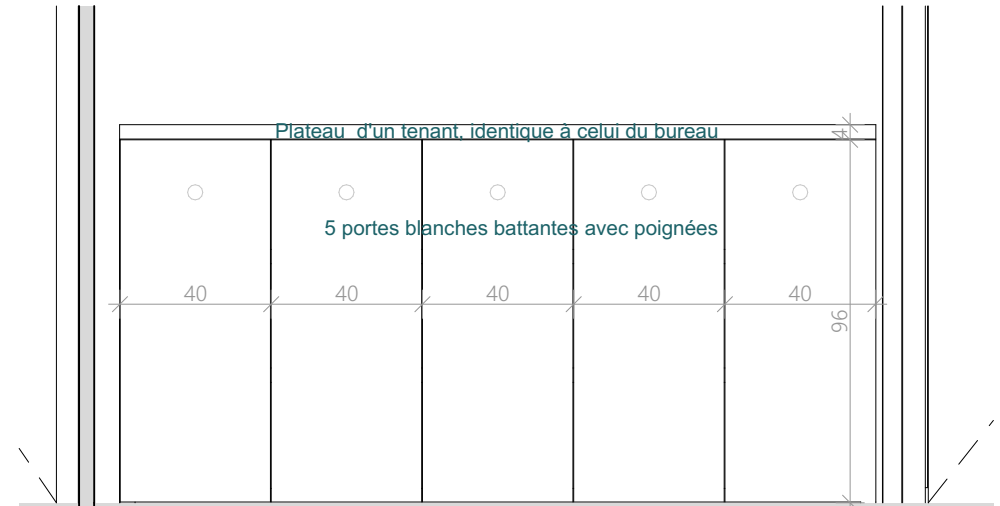 Plateau d'un tenant, identique à celui du bureau
4
5 portes blanches battantes avec poignées
40 40 40 40 40
96